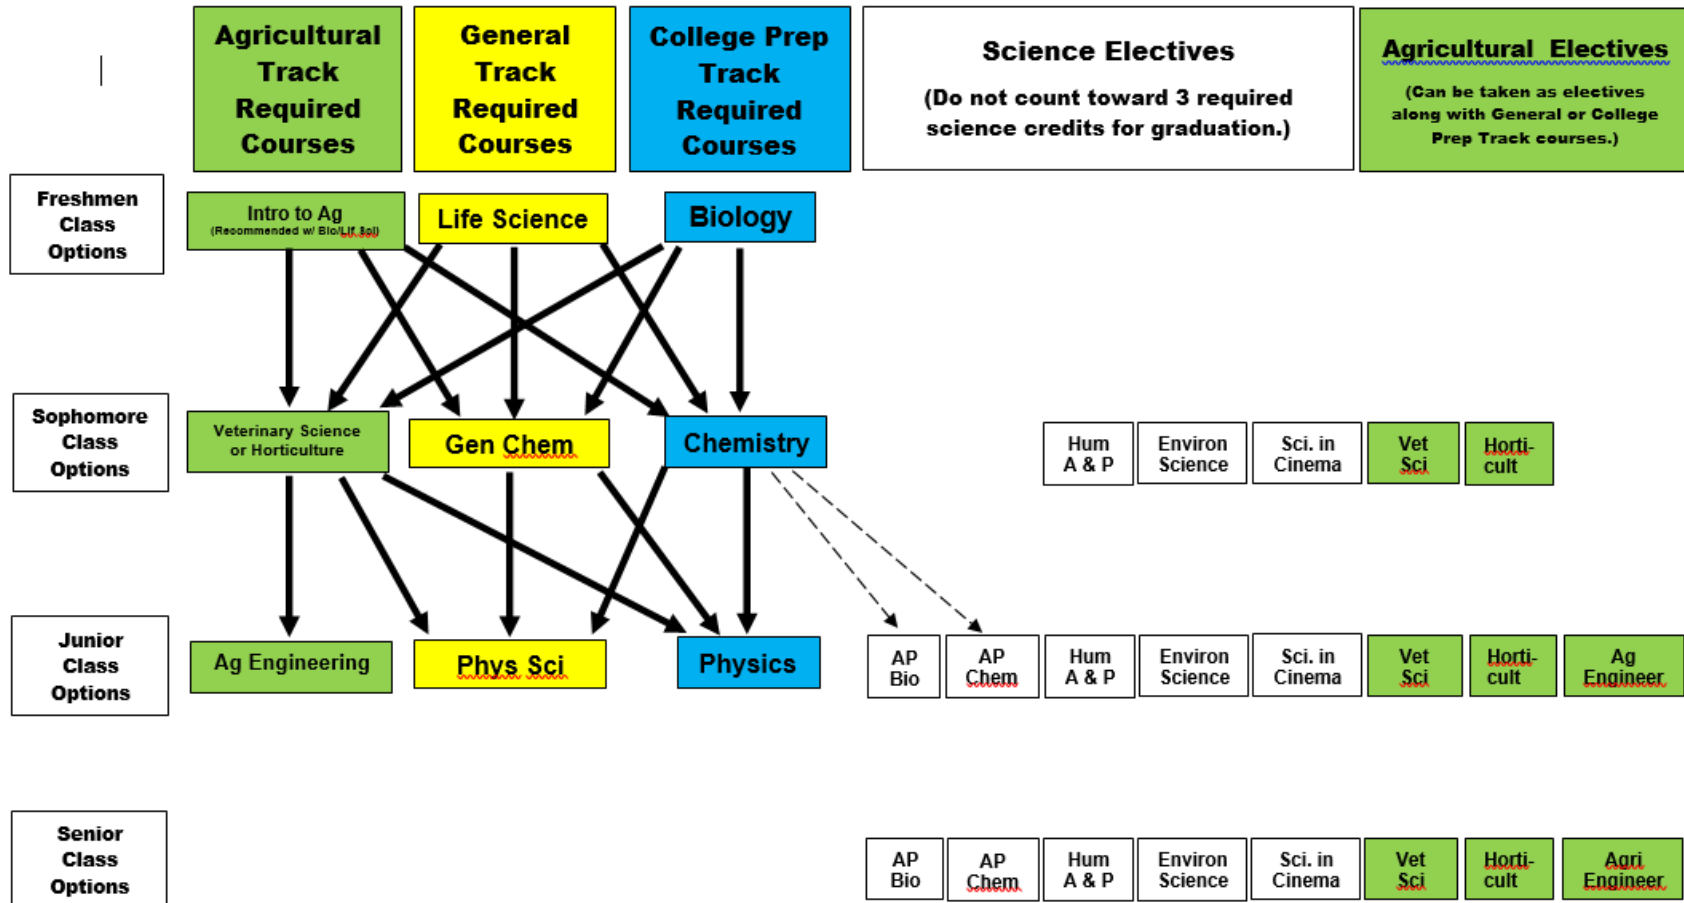 Agricultural
Track
Required
Courses
General
Track
Required
Courses
College Prep
Track
Required
Courses
Science Electives
(Do not count toward 3 required
science credits for graduation.)
Agricultural Electives
(Can be taken as electives
along with General or College
Prep Track courses.)
Freshmen
Class
Options
Intro to Ag
(Recommended w/ Bio/Lif Sci)
Life Science
Biology
Sophomore
Class
Options
Veterinary Science
or Horticulture
Gen Chem
Chemistry
Hum
A & P
Environ
Science
Sci. in
Cinema
Vet
Sci
Horti-
cult
Junior
Class
Options
Ag Engineering
Phys Sci
Physics
AP
Bio
AP
Chem
Hum
A & P
Environ
Science
Sci. in
Cinema
Vet
Sci
Horti-
cult
Ag
Engineer
Senior
Class
Options
AP
Bio
AP
Chem
Hum
A & P
Environ
Science
Sci. in
Cinema
Vet
Sci
Horti-
cult
Agri
Engineer